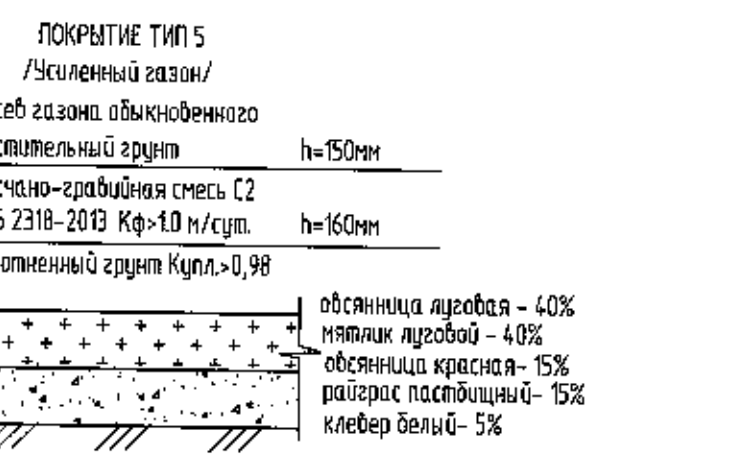 ПОКРЫТИЕ ТИП 5
/Усиленный газон/
сев газона обыкновенного
стительный грунт h=150мм
счано-гравийная смесь С2
Б 2318-2013 Кф>1.0 м/сут. h=160мм
отненный грунт Купл.>0,98
овсянница луговая - 40%
мятлик луговой - 40%
овсянница красная- 15%
райграс пастбищный- 15%
клевер белый- 5%